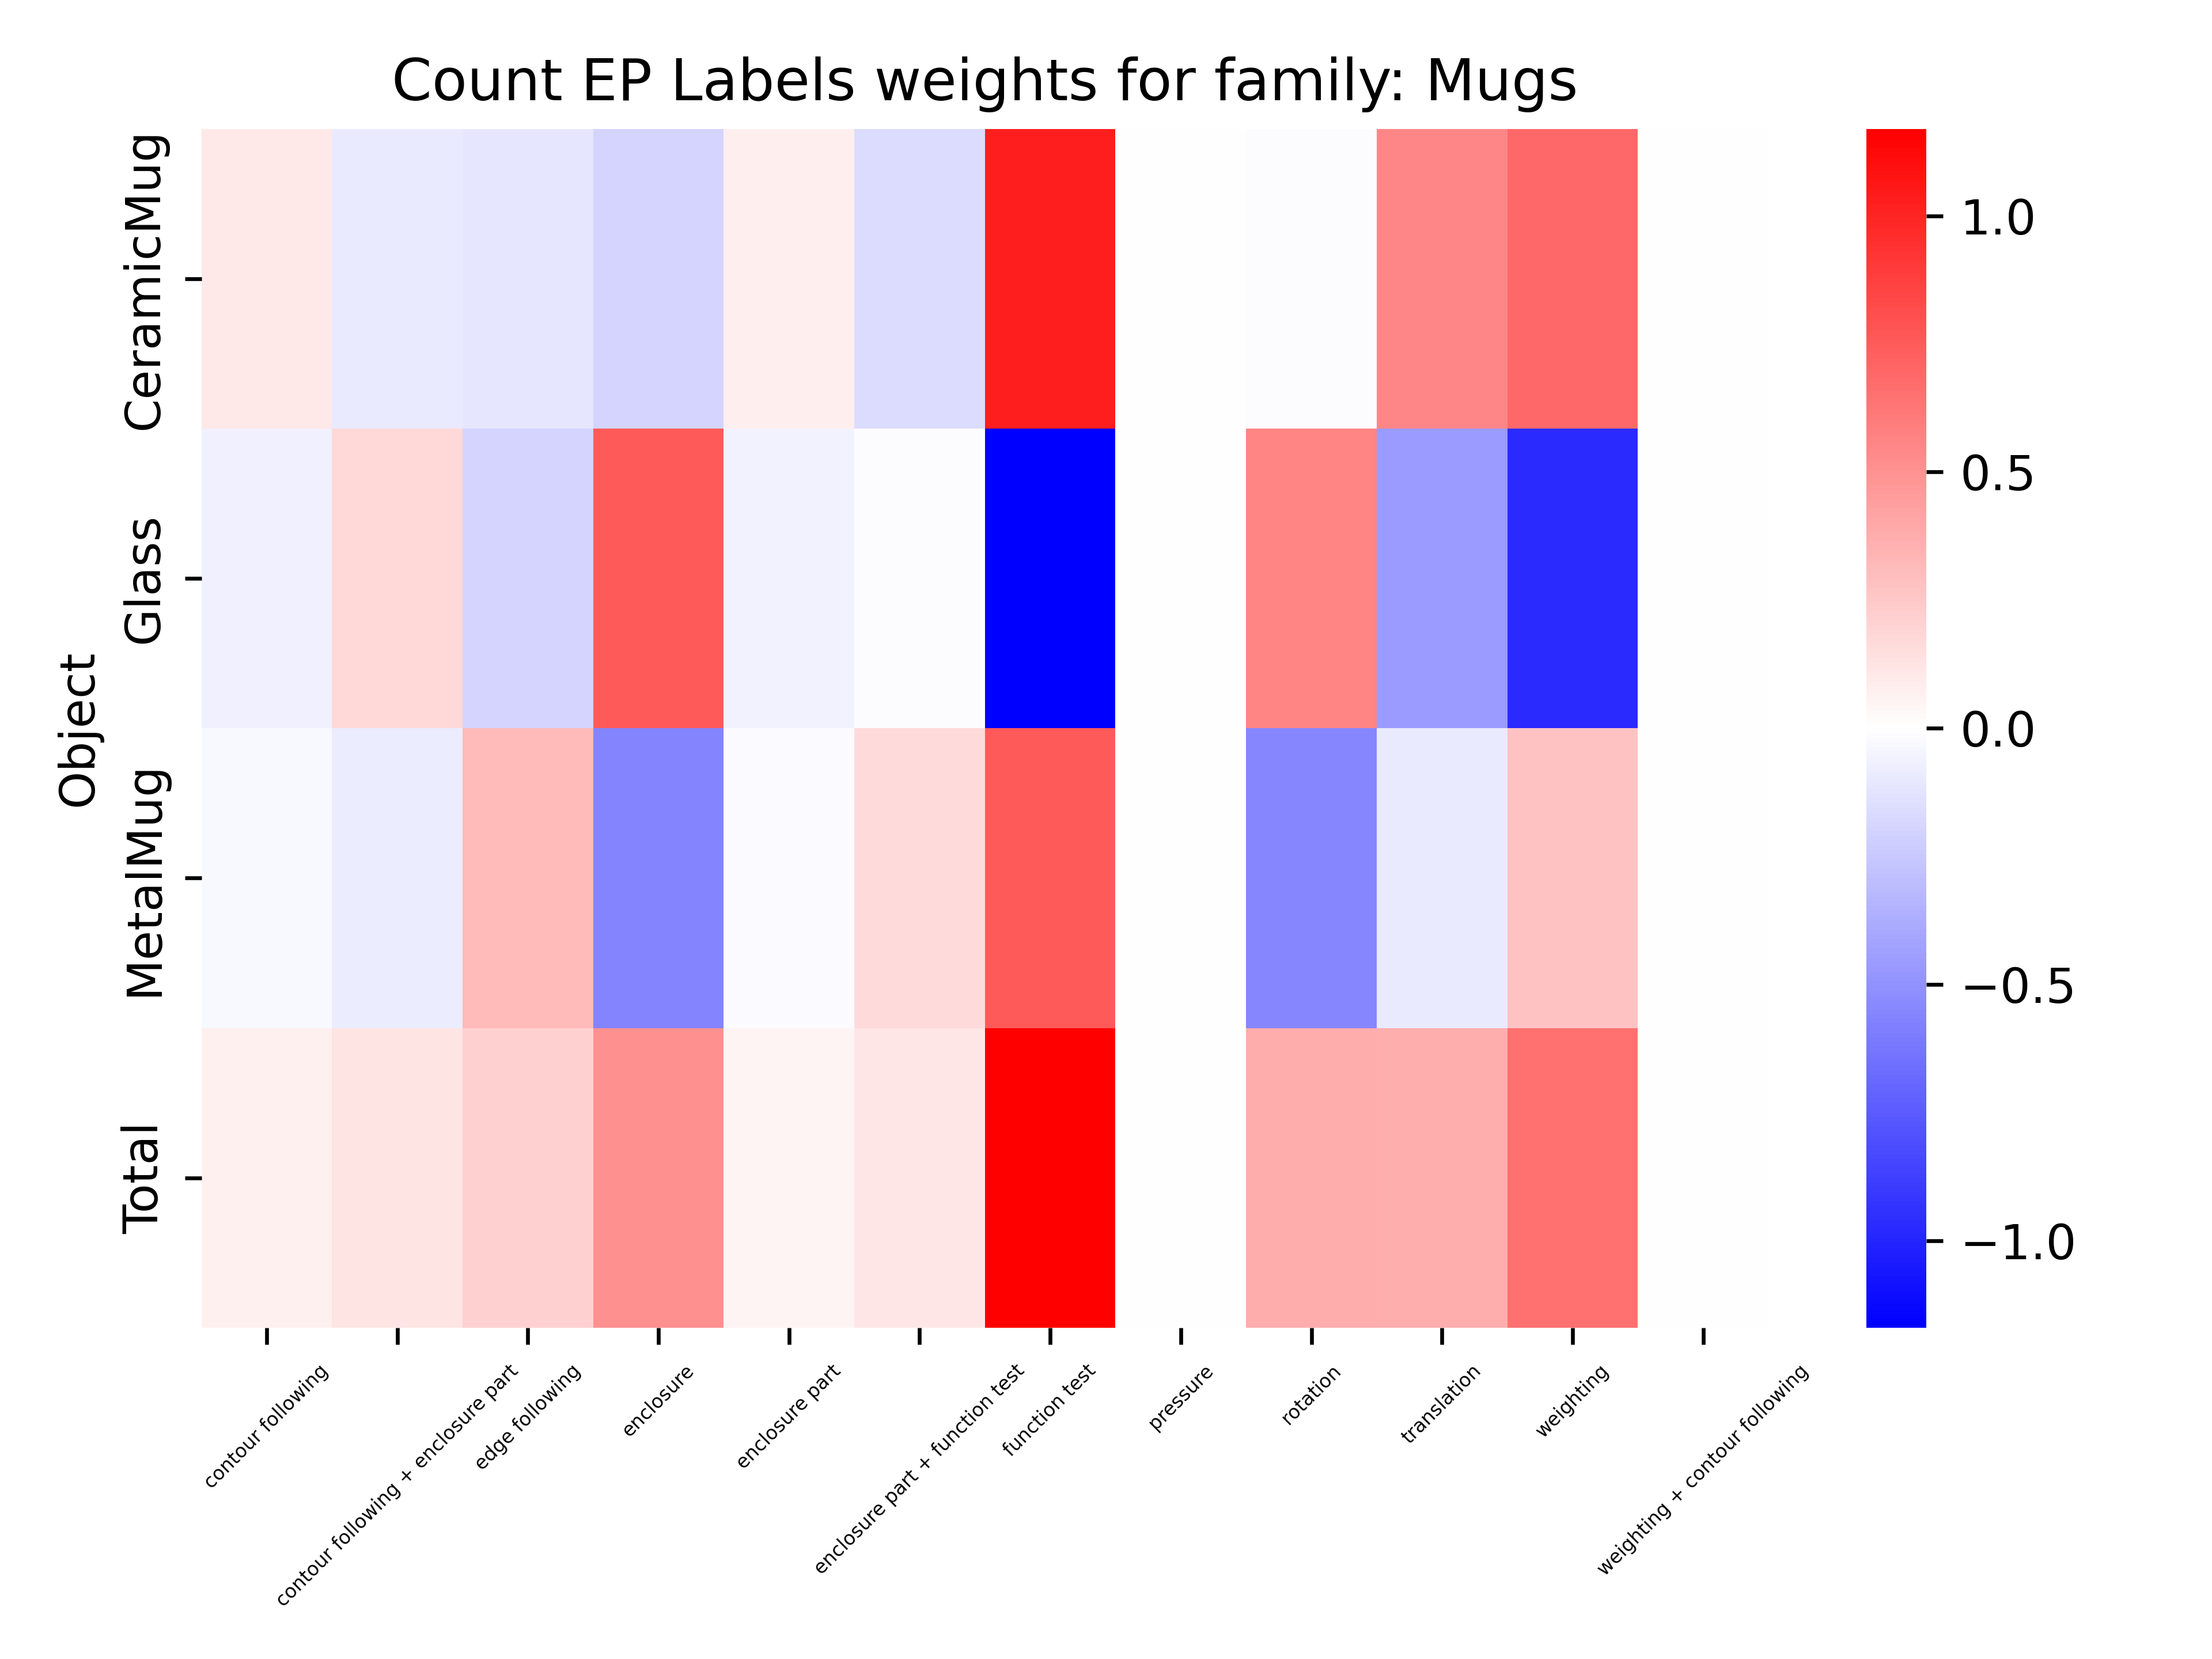 Count EP Labels weights for family: Mugs
Object
CeramicMug
Glass
MetalMug
Total
contour following
contour following + enclosure part
edge following
enclosure
enclosure part
enclosure part + function test
function test
pressure
rotation
translation
weighting
weighting + contour following
1.0
0.5
0.0
−0.5
−1.0